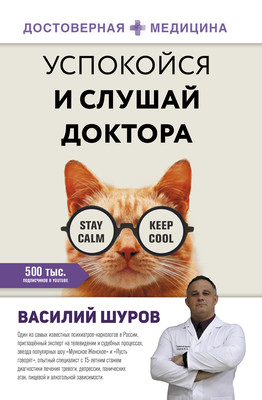 ДОСТОВЕРНАЯ МЕДИЦИНА
УСПОКОЙСЯ
И СЛУШАЙ
ДОКТОРА
STAY CALM
KEEP COOL
500 тыс.
подписчиков в YouTube
ВАСИЛИЙ ШУРОВ
Один из самых известных психиатров-наркологов в России,
приглашённый эксперт на телевидении и судебных процессах,
звезда популярных шоу «Мужское Женское» и «Пусть
говорят», опытный специалист с 15-летним стажем
диагностики лечения тревоги, депрессии, панических
атак, пищевой и алкогольной зависимости.